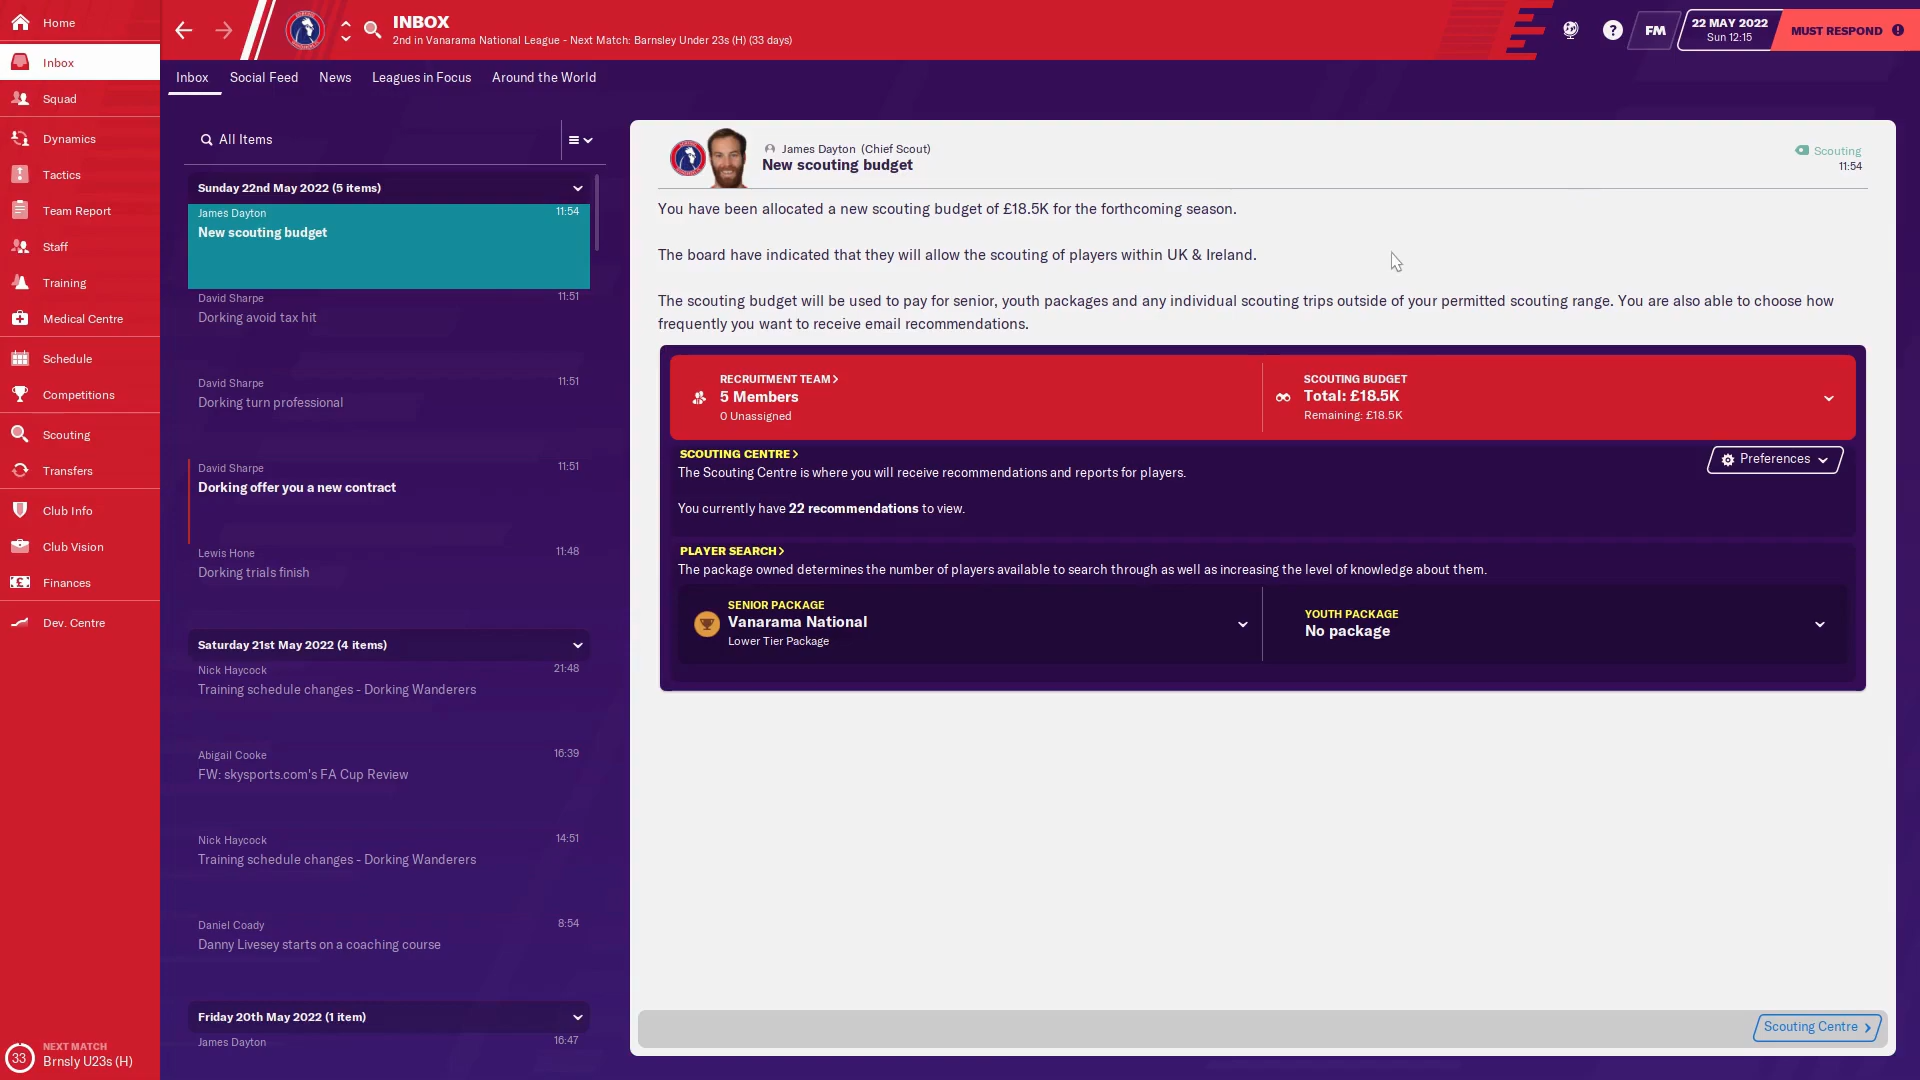 Home
Inbox
Squad
Dynamics
Tactics
Team Report
Staff
Training
Medical Centre
Schedule
Competitions
Scouting
Transfers
Club Info
Club Vision
Finances
Dev. Centre
33
NEXT MATCH
Brnsly U23s (H)
INBOX
2nd in Vanarama National League - Next Match: Barnsley Under 23s (H) (33 days)
?
FM
22 MAY 2022
Sun 12:15
MUST RESPOND
Inbox
Social Feed
News
Leagues in Focus
Around the World
All Items
Sunday 22nd May 2022 (5 items)
James Dayton 11:54
New scouting budget
David Sharpe 11:51
Dorking avoid tax hit
David Sharpe 11:51
Dorking turn professional
David Sharpe 11:51
Dorking offer you a new contract
Lewis Hone 11:48
Dorking trials finish
Saturday 21st May 2022 (4 items)
Nick Haycock 21:48
Training schedule changes - Dorking Wanderers
Abigail Cooke 16:39
FW: skysports.com's FA Cup Review
Nick Haycock 14:51
Training schedule changes - Dorking Wanderers
Daniel Coady 8:54
Danny Livesey starts on a coaching course
Friday 20th May 2022 (1 item)
James Dayton 16:47
James Dayton (Chief Scout)
New scouting budget
Scouting
11:54
You have been allocated a new scouting budget of £18.5K for the forthcoming season.
The board have indicated that they will allow the scouting of players within UK & Ireland.
The scouting budget will be used to pay for senior, youth packages and any individual scouting trips outside of your permitted scouting range. You are also able to choose how
frequently you want to receive email recommendations.
RECRUITMENT TEAM >
5 Members
0 Unassigned
SCOUTING BUDGET
Total: £18.5K
Remaining: £18.5K
SCOUTING CENTRE >
The Scouting Centre is where you will receive recommendations and reports for players.
Preferences
You currently have 22 recommendations to view.
PLAYER SEARCH >
The package owned determines the number of players available to search through as well as increasing the level of knowledge about them.
SENIOR PACKAGE
Vanarama National
Lower Tier Package
YOUTH PACKAGE
No package
Scouting Centre >